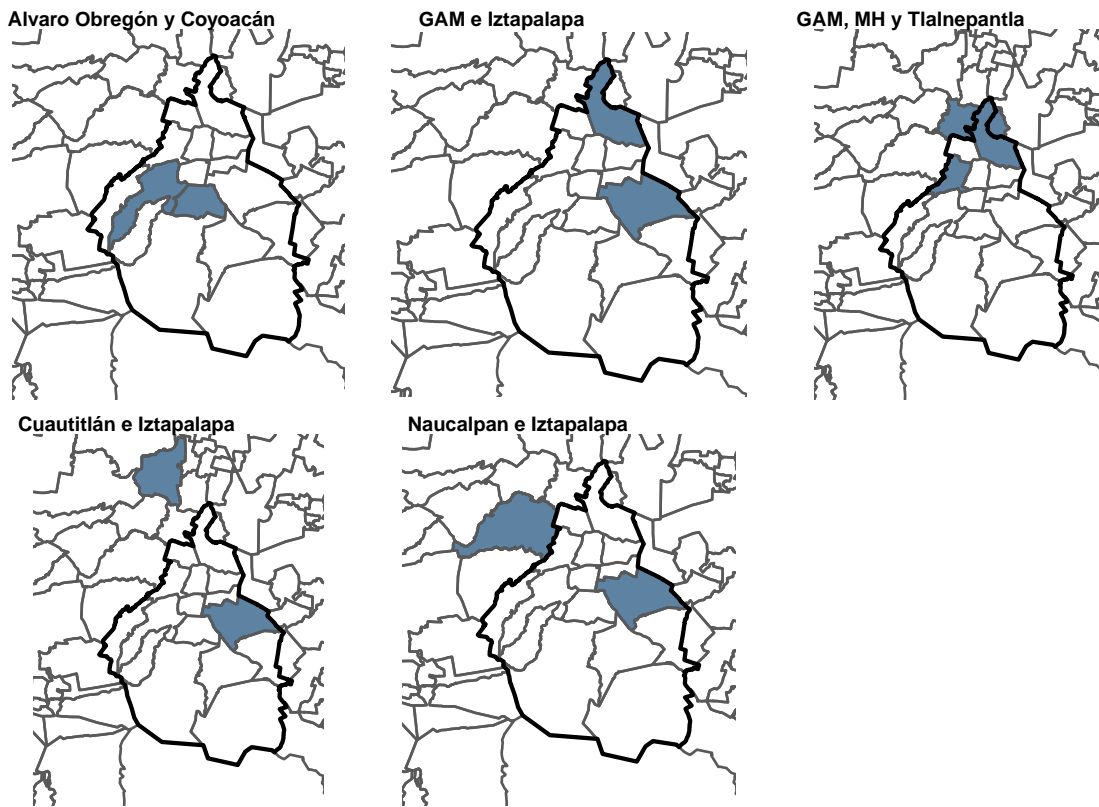 Alvaro Obregón y Coyoacán
GAM e Iztapalapa
GAM, MH y Tlalnepantla
Cuautitlán e Iztapalapa
Naucalpan e Iztapalapa